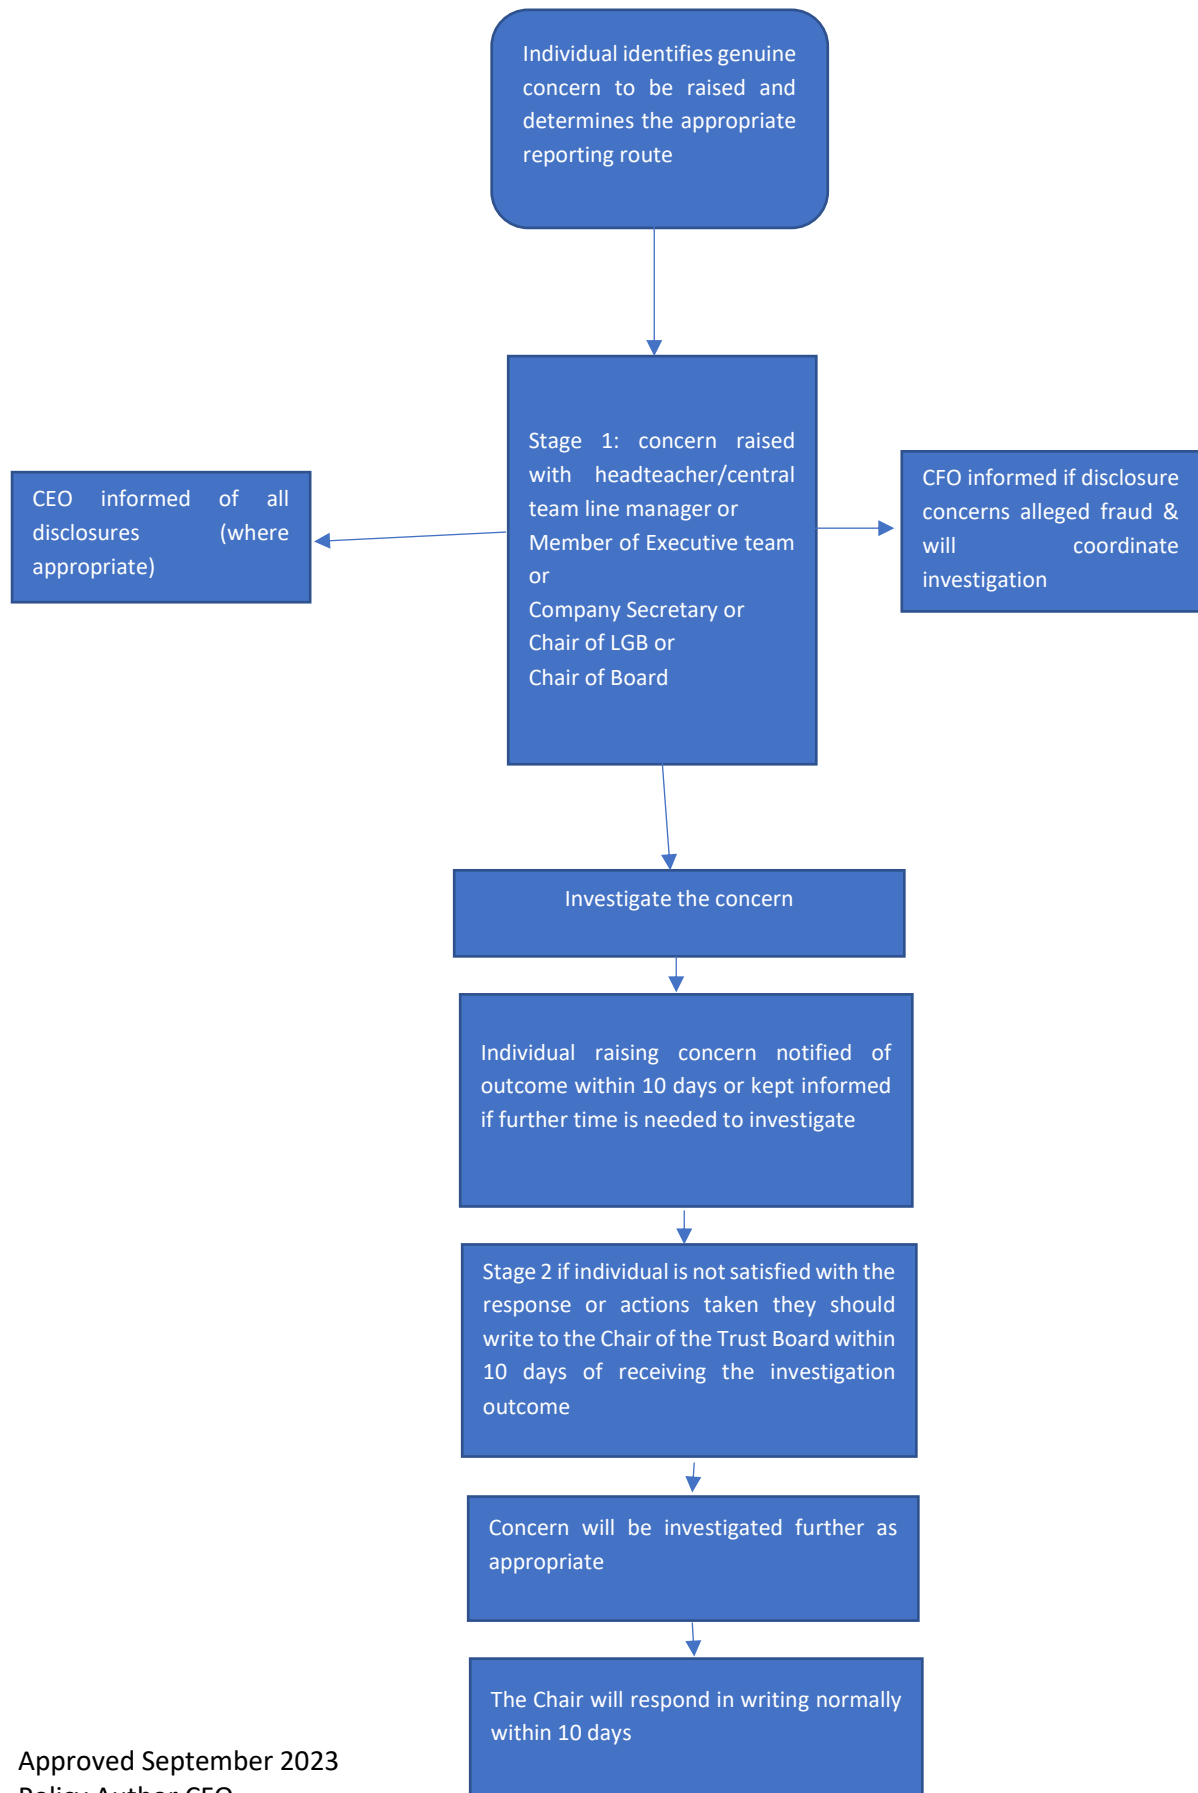 Individual identifies genuine
concern to be raised and
determines the appropriate
reporting route
Stage 1: concern raised
with headteacher/central
team line manager or
Member of Executive team
or
Company Secretary or
Chair of LGB or
Chair of Board
CEO informed of all
disclosures (where
appropriate)
CFO informed if disclosure
concerns alleged fraud &
will coordinate
investigation
Investigate the concern
Individual raising concern notified of
outcome within 10 days or kept informed
if further time is needed to investigate
Stage 2 if individual is not satisfied with the
response or actions taken they should
write to the Chair of the Trust Board within
10 days of receiving the investigation
outcome
Concern will be investigated further as
appropriate
The Chair will respond in writing normally
within 10 days
Approved September 2023
Policy Author